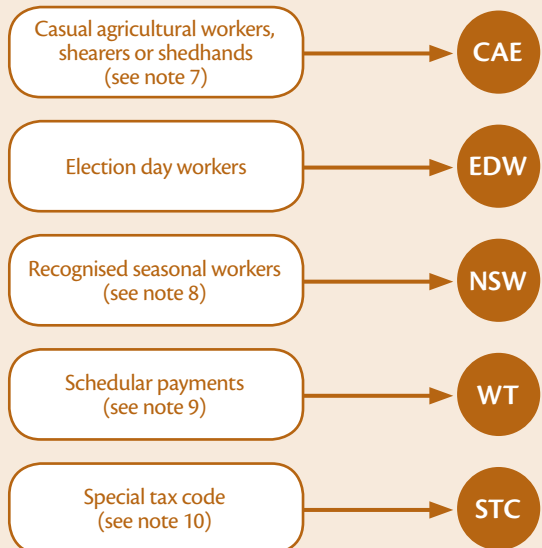 Casual agricultural workers,
shearers or shedhands
(see note 7)
CAE
Election day workers
EDW
Recognised seasonal workers
(see note 8)
NSW
Schedular payments
(see note 9)
WT
Special tax code
(see note 10)
STC